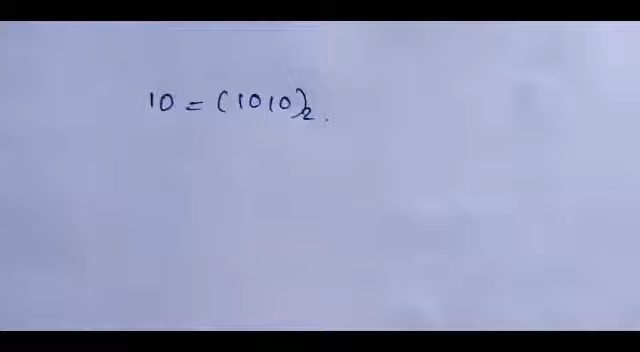 10 = (1010)₂.